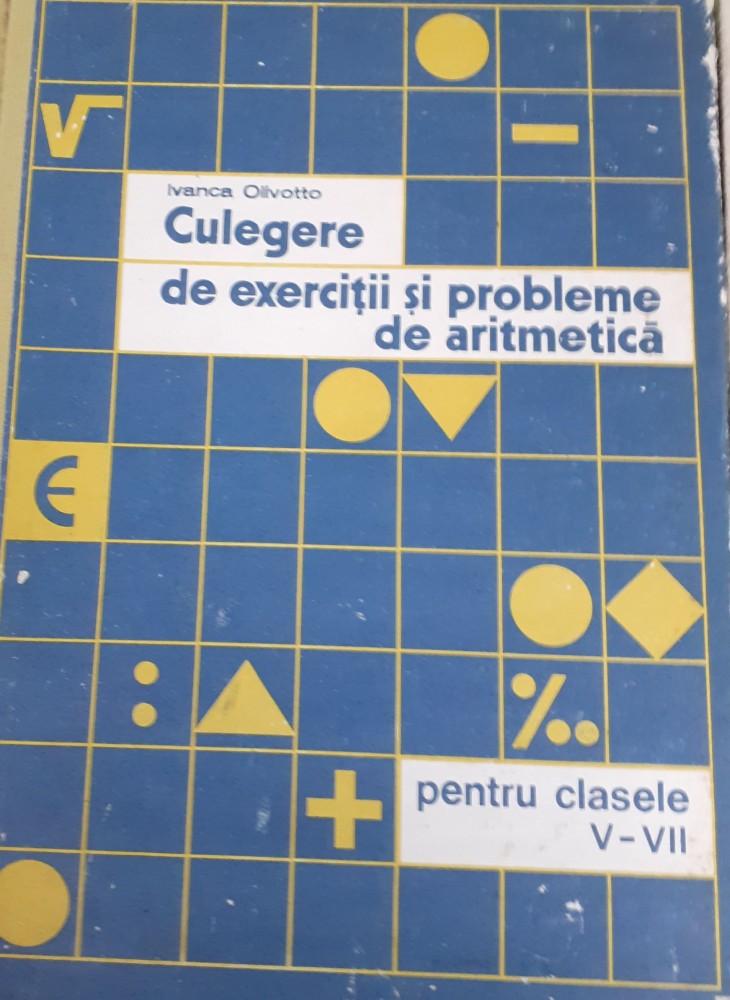 √
−
Ivanca Olivotto
Culegere
de exerciții și probleme
de aritmetică
∈
:
‰
+
pentru clasele
V-VII